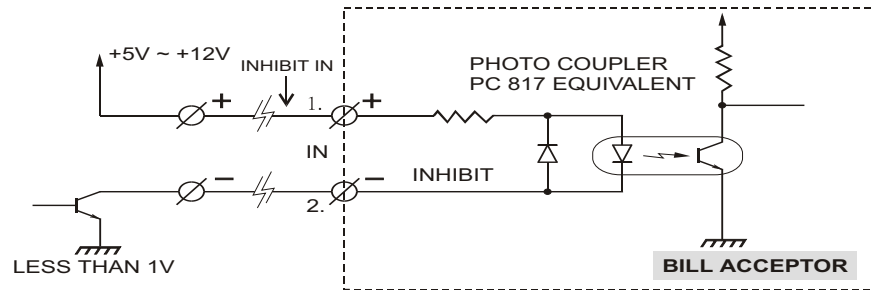 +5V ~ +12V
INHIBIT IN
PHOTO COUPLER
PC 817 EQUIVALENT
+
1.
+
IN
−
−
INHIBIT
2.
LESS THAN 1V
BILL ACCEPTOR